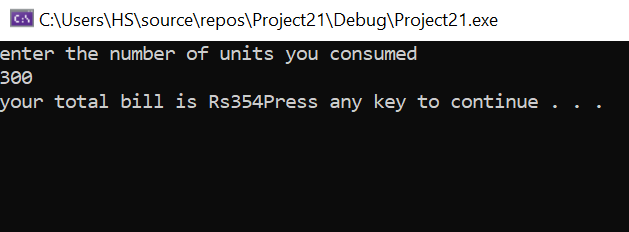 C:\Users\HS\source\repos\Project21\Debug\Project21.exe
enter the number of units you consumed
300
your total bill is Rs354Press any key to continue . . .